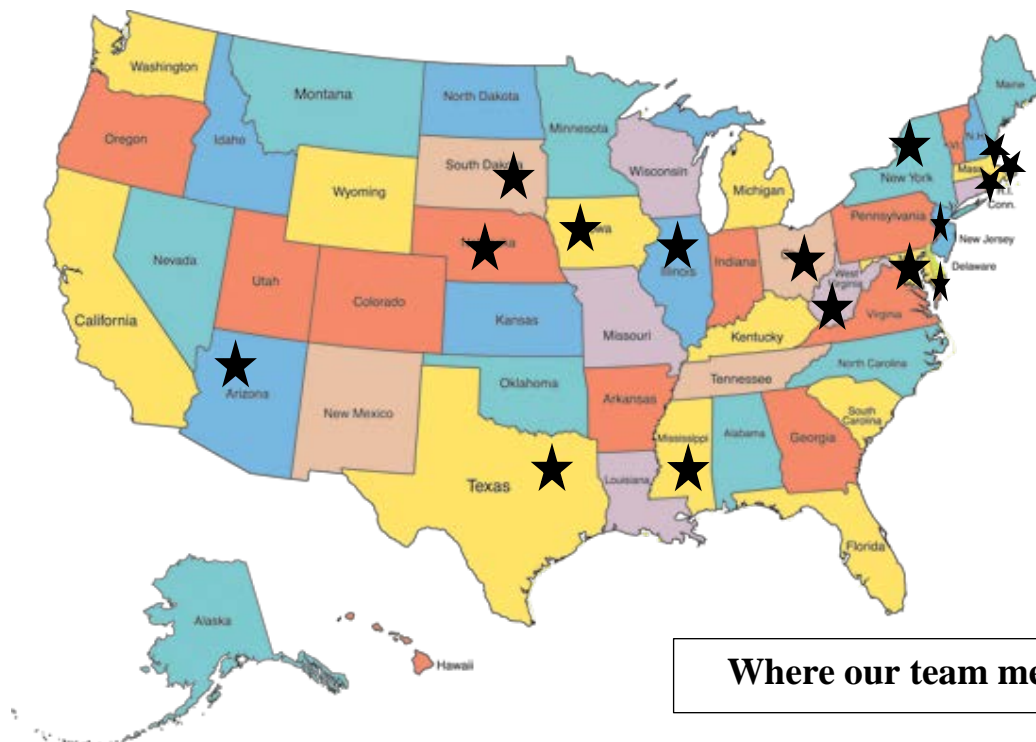 Washington
Oregon
California
Nevada
Idaho
Montana
Wyoming
Utah
Arizona
Colorado
New Mexico
North Dakota
South Dakota
Kansas
Oklahoma
Texas
Minnesota
Missouri
Arkansas
Louisiana
Wisconsin
Illinois
Michigan
Indiana
Kentucky
Tennessee
Mississippi
Alabama
Georgia
Florida
South
Carolina
North Carolina
Virginia
West
Virginia
Pennsylvania
New York
Maine
N.H.
Mass
R.I.
Conn.
New Jersey
Delaware
Alaska
Hawaii
Where our team me